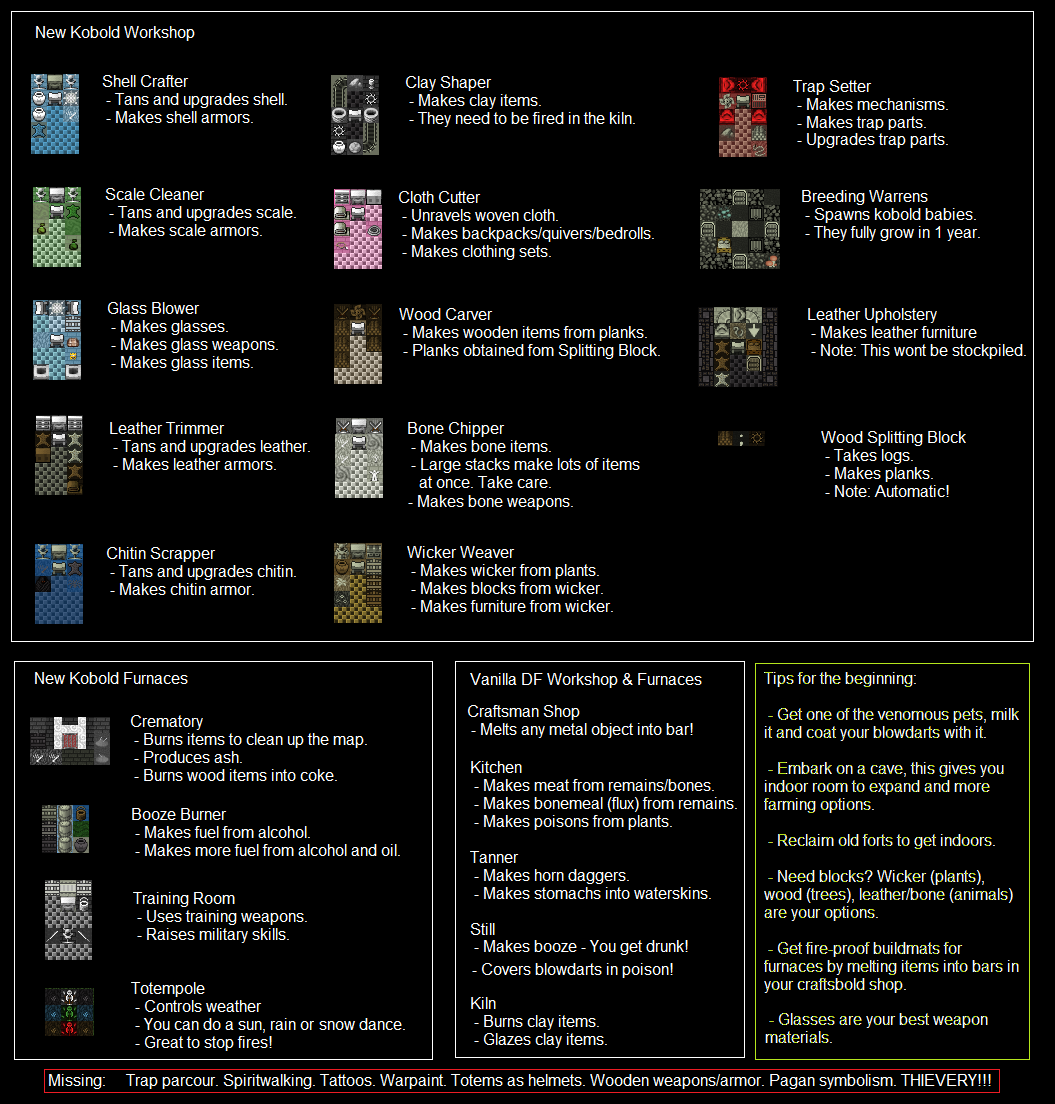 New Kobold Workshop
Shell Crafter
- Tans and upgrades shell.
- Makes shell armors.
Scale Cleaner
- Tans and upgrades scale.
- Makes scale armors.
Glass Blower
- Makes glasses.
- Makes glass weapons.
- Makes glass items.
Leather Trimmer
- Tans and upgrades leather.
- Makes leather armors.
Chitin Scrapper
- Tans and upgrades chitin.
- Makes chitin armor.
Clay Shaper
- Makes clay items.
- They need to be fired in the kiln.
Cloth Cutter
- Unravels woven cloth.
- Makes backpacks/quivers/bedrolls.
- Makes clothing sets.
Wood Carver
- Makes wooden items from planks.
- Planks obtained fom Splitting Block.
Bone Chipper
- Makes bone items.
- Large stacks make lots of items
at once. Take care.
- Makes bone weapons.
Wicker Weaver
- Makes wicker from plants.
- Makes blocks from wicker.
- Makes furniture from wicker.
Trap Setter
- Makes mechanisms.
- Makes trap parts.
- Upgrades trap parts.
Breeding Warrens
- Spawns kobold babies.
- They fully grow in 1 year.
Leather Upholstery
- Makes leather furniture
- Note: This wont be stockpiled.
Wood Splitting Block
- Takes logs.
- Makes planks.
- Note: Automatic!
New Kobold Furnaces
Crematory
- Burns items to clean up the map.
- Produces ash.
- Burns wood items into coke.
Booze Burner
- Makes fuel from alcohol.
- Makes more fuel from alcohol and oil.
Training Room
- Uses training weapons.
- Raises military skills.
Totempole
- Controls weather
- You can do a sun, rain or snow dance.
- Great to stop fires!
Vanilla DF Workshop & Furnaces
Craftsman Shop
- Melts any metal object into bar!
Kitchen
- Makes meat from remains/bones.
- Makes bonemeal (flux) from remains.
- Makes poisons from plants.
Tanner
- Makes horn daggers.
- Makes stomachs into waterskins.
Still
- Makes booze - You get drunk!
- Covers blowdarts in poison!
Kiln
- Burns clay items.
- Glazes clay items.
Tips for the beginning:
- Get one of the venomous pets, milk
it and coat your blowdarts with it.
- Embark on a cave, this gives you
indoor room to expand and more
farming options.
- Reclaim old forts to get indoors.
- Need blocks? Wicker (plants),
wood (trees), leather/bone (animals)
are your options.
- Get fire-proof buildmats for
furnaces by melting items into bars in
your craftsbold shop.
- Glasses are your best weapon
materials.
Missing: Trap parcour. Spiritwalking. Tattoos. Warpaint. Totems as helmets. Wooden weapons/armor. Pagan symbolism. THIEVERY!!!